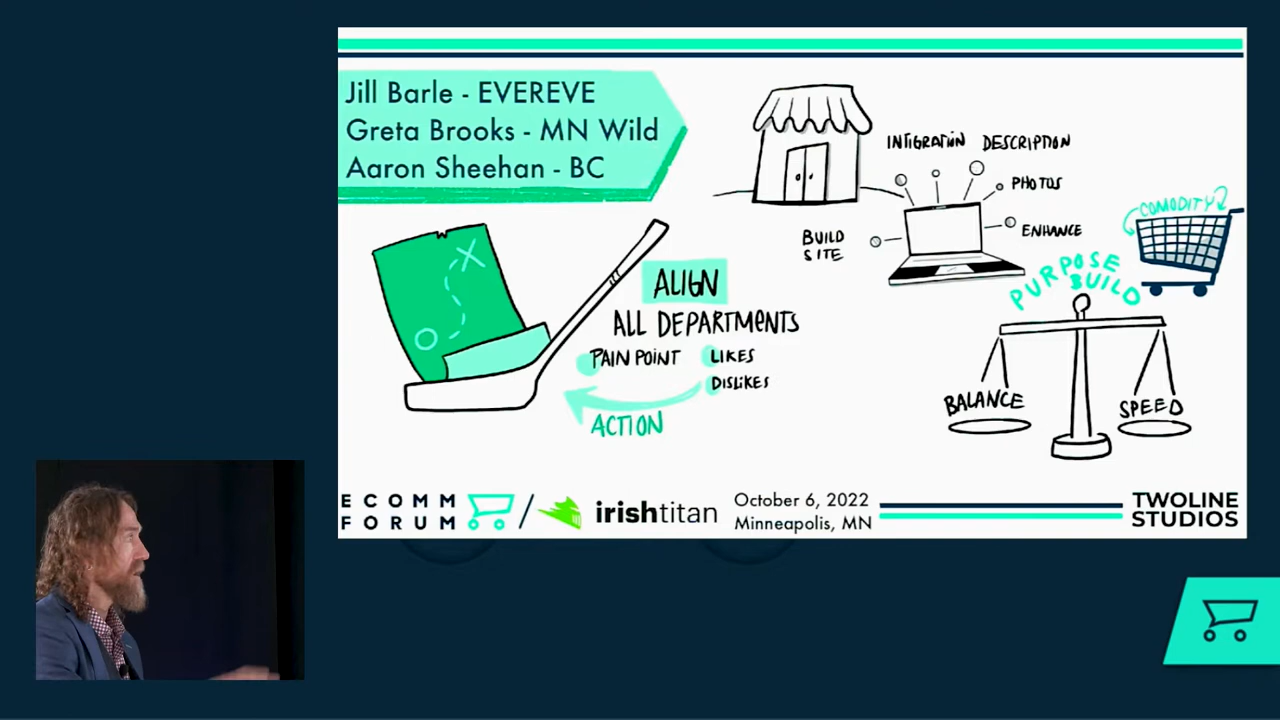 Jill Barle - EVEREVE
Greta Brooks - MN Wild
Aaron Sheehan - BC
INTIGRATION
DESCRIPTION
PHOTOS
ENHANCE
BUILD
SITE
COMODITY
PURPOSE
BUILD
ALIGN
ALL DEPARTMENTS
PAIN POINT
LIKES
DISLIKES
ACTION
BALANCE
SPEED
ECOMM
FORUM
irishtitan
October 6, 2022
Minneapolis, MN
TWOLINE
STUDIOS